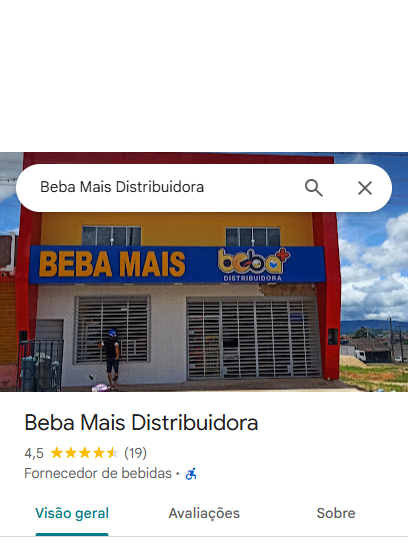 Beba Mais Distribuidora
BEBA MAIS
beba+
DISTRIBUIDORA
Beba Mais Distribuidora
4,5 (19)
Fornecedor de bebidas ·
Visão geral
Avaliações
Sobre